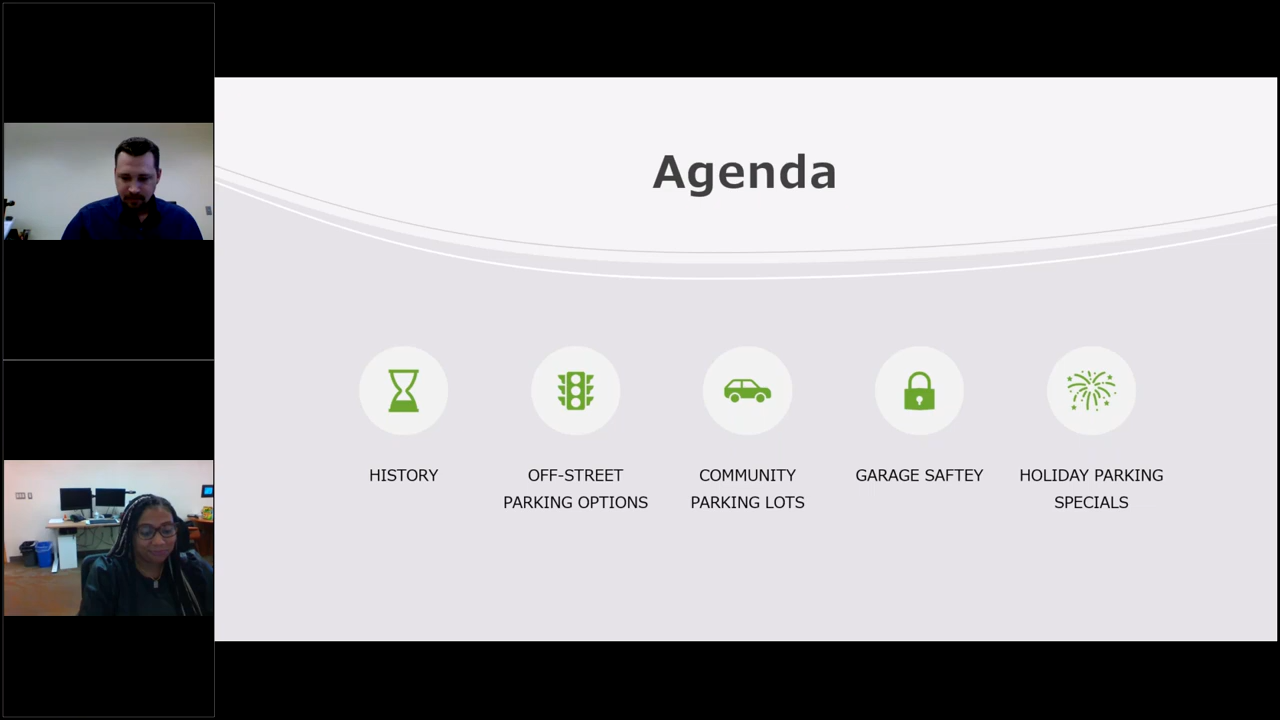 Agenda
HISTORY
OFF-STREET
PARKING OPTIONS
COMMUNITY
PARKING LOTS
GARAGE SAFTEY
HOLIDAY PARKING
SPECIALS